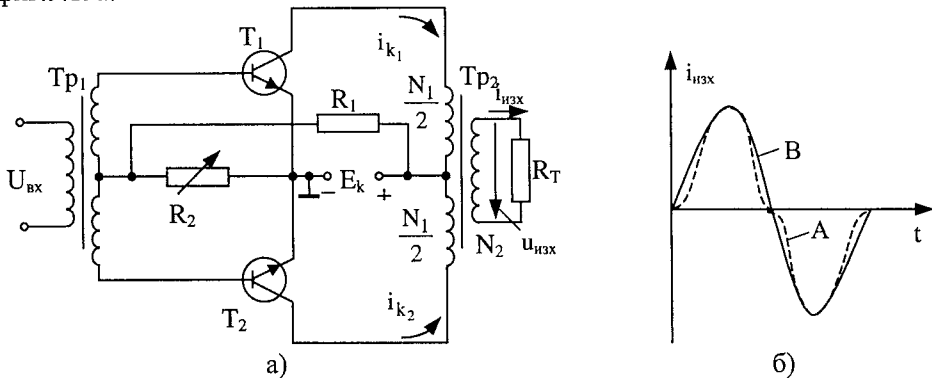 T₁
i_k₁
Tp₁
Tp₂
i_изх
N₁/2
R₁
U_вх
R₂
E_k
− +
R_T
N₁/2
N₂
u_изх
T₂
i_k₂
а)
i_изх
B
A
t
б)